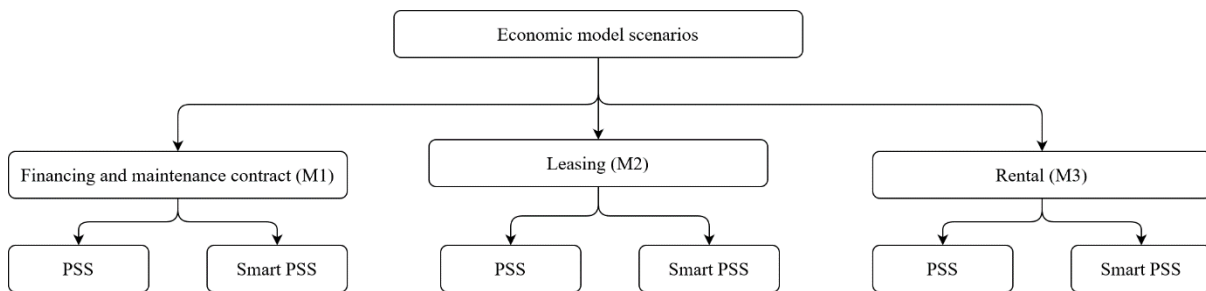 Economic model scenarios
Financing and maintenance contract (M1)
Leasing (M2)
Rental (M3)
PSS
Smart PSS
PSS
Smart PSS
PSS
Smart PSS